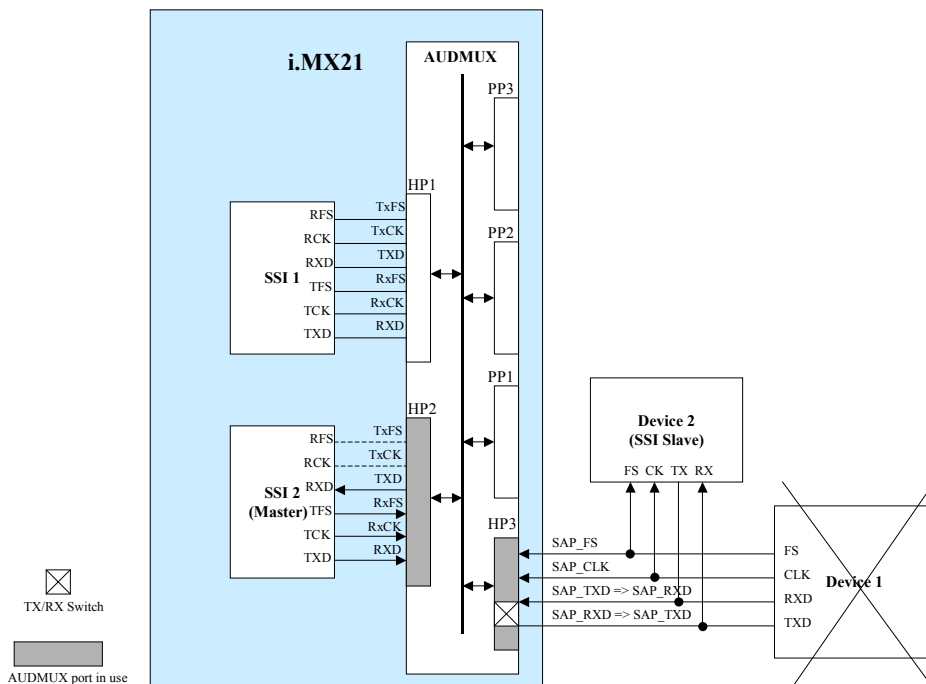 i.MX21
AUDMUX
PP3
HP1
RFS TxFS
RCK TxCK
RXD TXD
SSI 1
TFS RxFS
TCK RxCK
TXD RXD
PP2
PP1
HP2
RFS TxFS
RCK TxCK
RXD TXD
SSI 2
(Master)
TFS RxFS
TCK RxCK
TXD RXD
HP3
Device 2
(SSI Slave)
FS CK TX RX
SAP_FS FS
SAP_CLK CLK
Device 1
SAP_TXD => SAP_RXD RXD
SAP_RXD => SAP_TXD TXD
TX/RX Switch
AUDMUX port in use